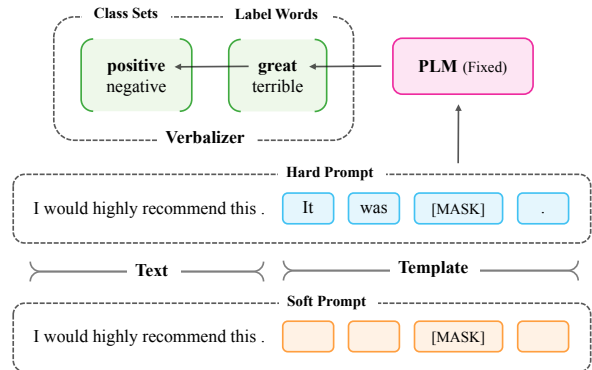 Class Sets
Label Words
positive
negative
great
terrible
PLM (Fixed)
Verbalizer
Hard Prompt
I would highly recommend this . It was [MASK] .
Text
Template
Soft Prompt
I would highly recommend this . [MASK]